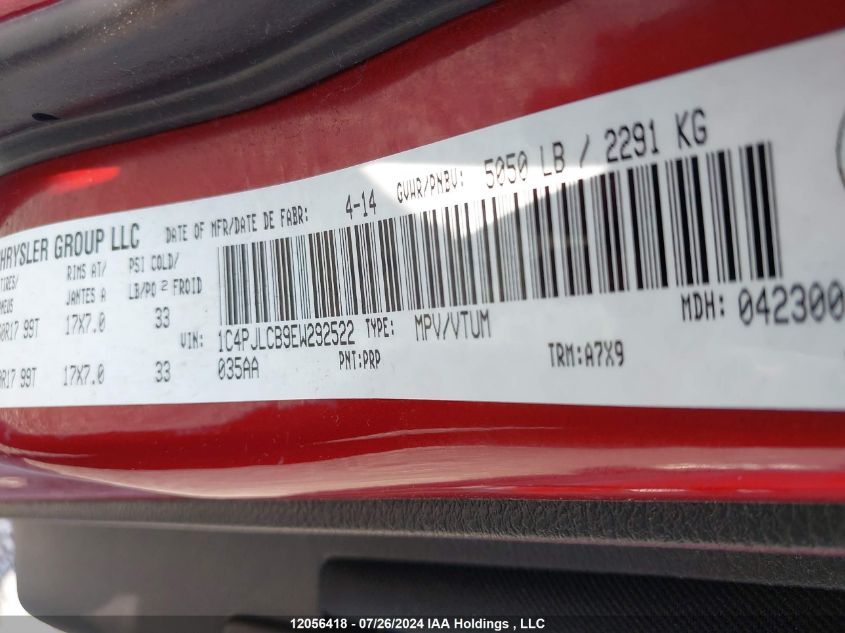 HRYSLER GROUP LLC DATE OF MFR/DATE DE FABR: 4-14 GVWR/PNBV: 5050 LB / 2291 KG
RIMS AT/ PSI COLD/
JANTES A LB/PO 2 FROID
R17 99T 17X7.0 33
R17 99T 17X7.0 33
VIN: 1C4PJLCB9EW292522 TYPE: MPV/VTUM MDH: 042300
035AA PNT:PRP TRM:A7X9
12056418 - 07/26/2024 IAA Holdings , LLC